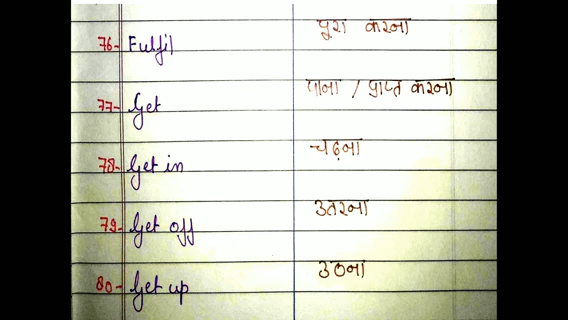 76- Fulfil पूरा करना
77- Get पाना / प्राप्त करना
78- Get in चढ़ना
79- Get off उतरना
80- Get up उठना